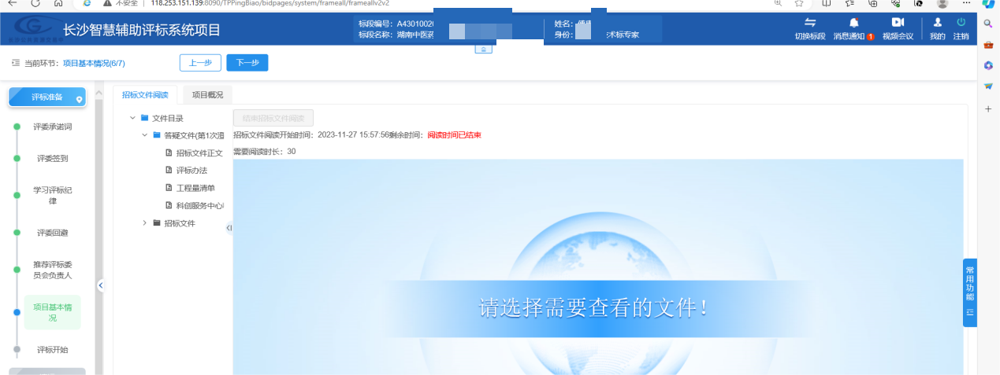 不安全 118.253.151.139:8090/TPPingBiao/bidpages/system/frameall/frameallv2v2
长沙智慧辅助评标系统项目
标段编号：A43010020
标段名称：湖南中医药
姓名：
身份：
术标专家
切换标段 消息通知 1 视频会议 我的 注销
当前环节：项目基本情况(6/7)
上一步 下一步
评标准备
评委承诺词
评委签到
学习评标纪
律
评委回避
推荐评标委
员会负责人
项目基本情
况
评标开始
招标文件阅读 项目概况
文件目录
答疑文件(第1次澄
招标文件正文
评标办法
工程量清单
科创服务中心
招标文件
结束招标文件阅读
招标文件阅读开始时间：2023-11-27 15:57:56剩余时间：阅读时间已结束
需要阅读时长：30
请选择需要查看的文件！
常用功能